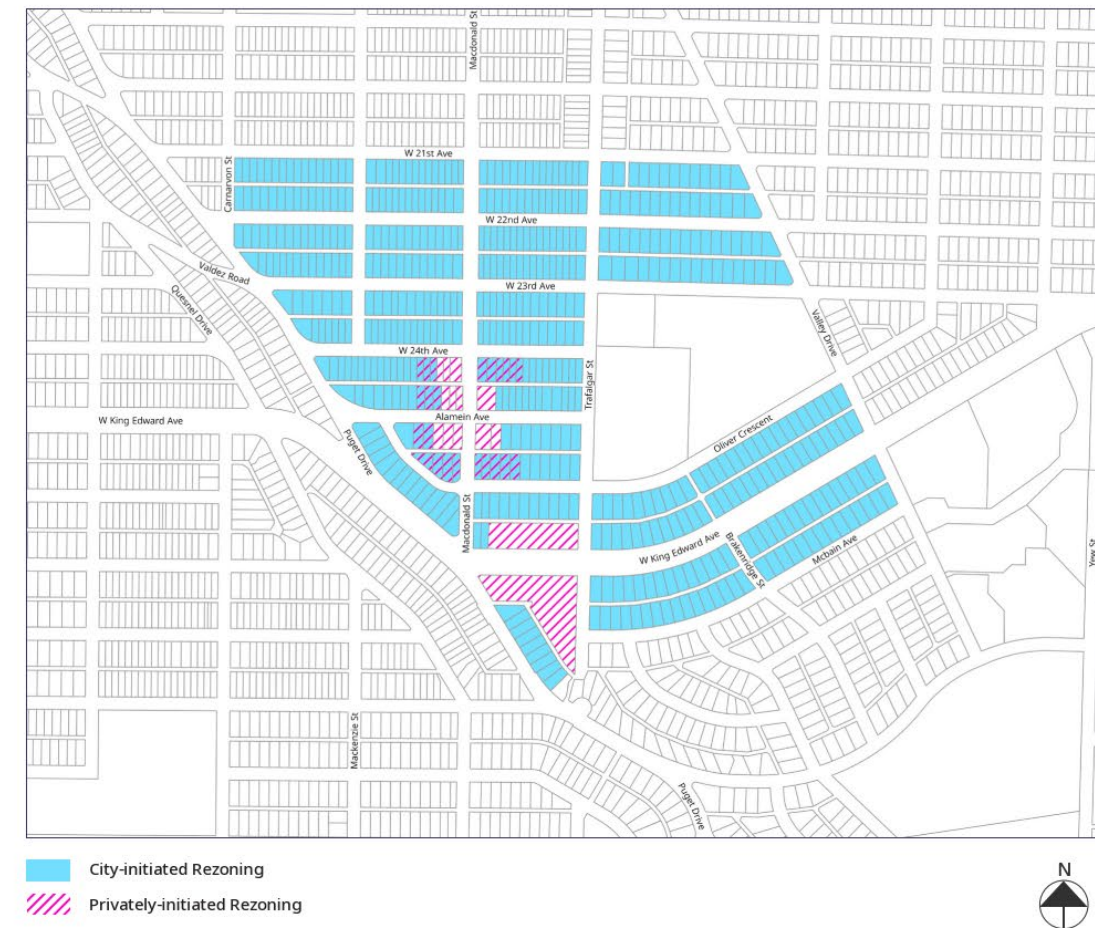 Macdonald St
W 21st Ave
Carnarvon St
W 22nd Ave
Valdez Road
W 23rd Ave
Quesnel Drive
Valley Drive
W 24th Ave
Trafalgar St
W King Edward Ave
Alamein Ave
Oliver Crescent
Puget Drive
Macdonald St
W King Edward Ave
Brakenridge St
Mcbain Ave
Yew St
Mackenzie St
Puget Drive
City-initiated Rezoning
Privately-initiated Rezoning
N